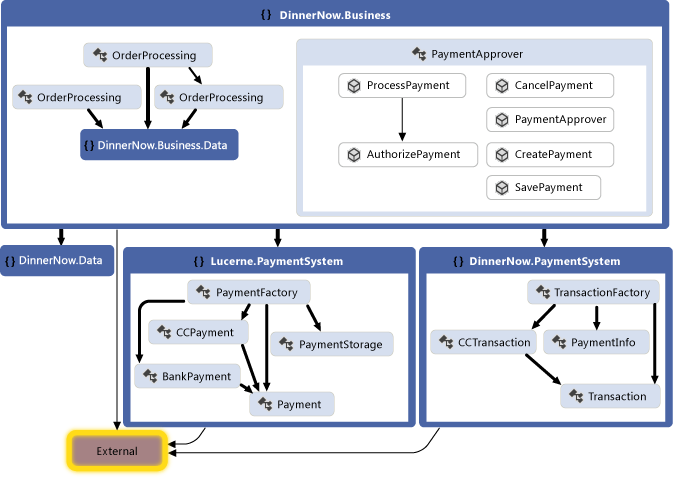 { } DinnerNow.Business
OrderProcessing
OrderProcessing
OrderProcessing
{ } DinnerNow.Business.Data
PaymentApprover
ProcessPayment
CancelPayment
PaymentApprover
AuthorizePayment
CreatePayment
SavePayment
{ } DinnerNow.Data
{ } Lucerne.PaymentSystem
PaymentFactory
CCPayment
PaymentStorage
BankPayment
Payment
{ } DinnerNow.PaymentSystem
TransactionFactory
CCTransaction
PaymentInfo
Transaction
External